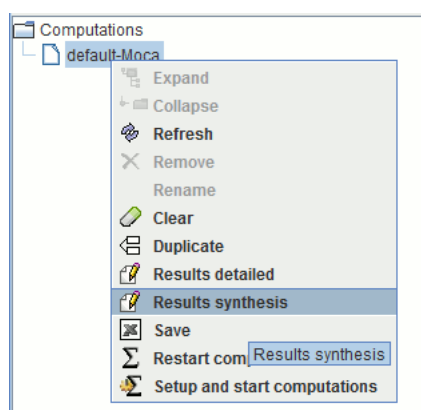 Computations
default-Moca
Expand
Collapse
Refresh
Remove
Rename
Clear
Duplicate
Results detailed
Results synthesis
Save
Restart com
Results synthesis
Setup and start computations